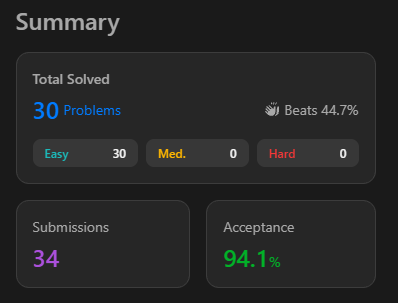 Summary
Total Solved
30 Problems
Beats 44.7%
Easy 30
Med. 0
Hard 0
Submissions
34
Acceptance
94.1%